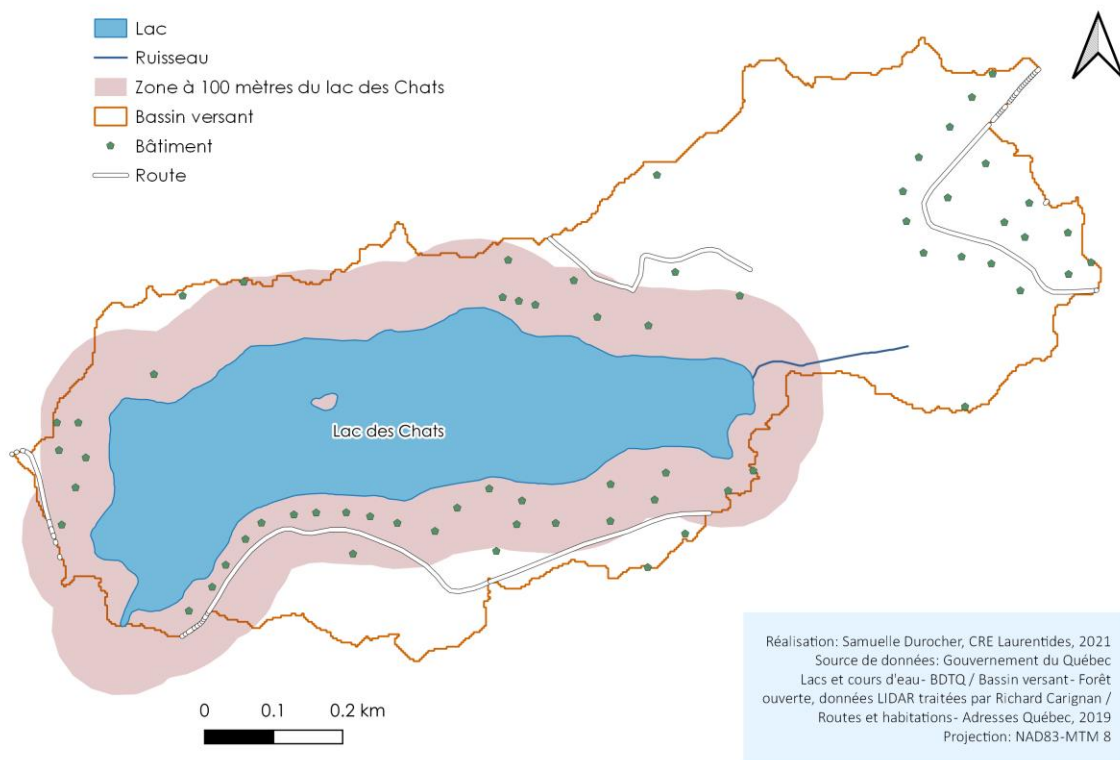 Lac
Ruisseau
Zone à 100 mètres du lac des Chats
Bassin versant
Bâtiment
Route
Lac des Chats
0 0.1 0.2 km
Réalisation: Samuelle Durocher, CRE Laurentides, 2021
Source de données: Gouvernement du Québec
Lacs et cours d'eau- BDTQ / Bassin versant- Forêt
ouverte, données LIDAR traitées par Richard Carignan /
Routes et habitations- Adresses Québec, 2019
Projection: NAD83-MTM 8